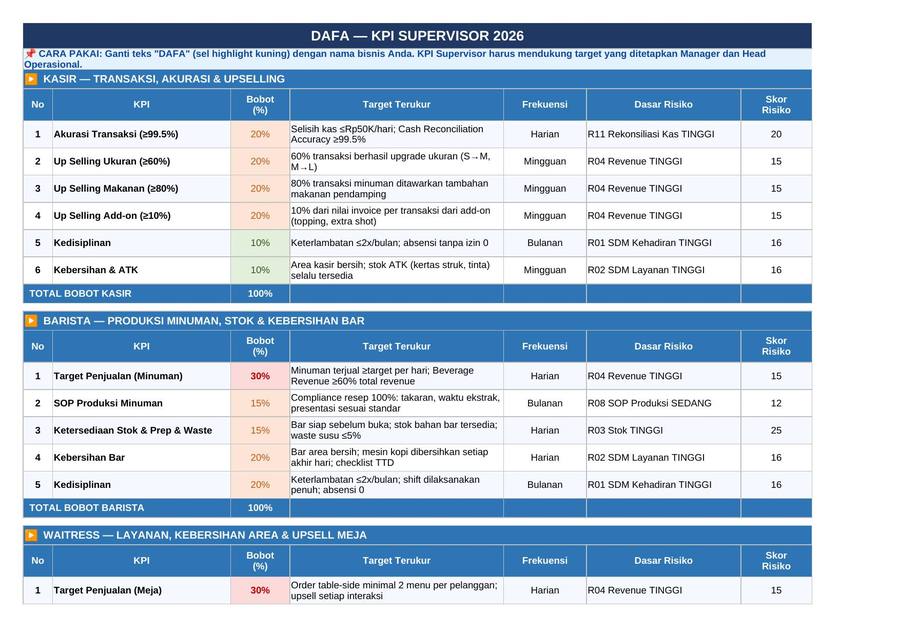 DAFA — KPI SUPERVISOR 2026
📌 CARA PAKAI: Ganti teks "DAFA" (sel highlight kuning) dengan nama bisnis Anda. KPI Supervisor harus mendukung target yang ditetapkan Manager dan Head
Operasional.
▶️ KASIR — TRANSAKSI, AKURASI & UPSELLING
No KPI Bobot (%) Target Terukur Frekuensi Dasar Risiko Skor Risiko
1 Akurasi Transaksi (≥99.5%) 20% Selisih kas ≤Rp50K/hari; Cash Reconciliation Accuracy ≥99.5% Harian R11 Rekonsiliasi Kas TINGGI 20
2 Up Selling Ukuran (≥60%) 20% 60% transaksi berhasil upgrade ukuran (S→M, M→L) Mingguan R04 Revenue TINGGI 15
3 Up Selling Makanan (≥80%) 20% 80% transaksi minuman ditawarkan tambahan makanan pendamping Mingguan R04 Revenue TINGGI 15
4 Up Selling Add-on (≥10%) 20% 10% dari nilai invoice per transaksi dari add-on (topping, extra shot) Mingguan R04 Revenue TINGGI 15
5 Kedisiplinan 10% Keterlambatan ≤2x/bulan; absensi tanpa izin 0 Bulanan R01 SDM Kehadiran TINGGI 16
6 Kebersihan & ATK 10% Area kasir bersih; stok ATK (kertas struk, tinta) selalu tersedia Mingguan R02 SDM Layanan TINGGI 16
TOTAL BOBOT KASIR 100%
▶️ BARISTA — PRODUKSI MINUMAN, STOK & KEBERSIHAN BAR
No KPI Bobot (%) Target Terukur Frekuensi Dasar Risiko Skor Risiko
1 Target Penjualan (Minuman) 30% Minuman terjual ≥target per hari; Beverage Revenue ≥60% total revenue Harian R04 Revenue TINGGI 15
2 SOP Produksi Minuman 15% Compliance resep 100%: takaran, waktu ekstrak, presentasi sesuai standar Bulanan R08 SOP Produksi SEDANG 12
3 Ketersediaan Stok & Prep & Waste 15% Bar siap sebelum buka; stok bahan bar tersedia; waste susu ≤5% Harian R03 Stok TINGGI 25
4 Kebersihan Bar 20% Bar area bersih; mesin kopi dibersihkan setiap akhir hari; checklist TTD Harian R02 SDM Layanan TINGGI 16
5 Kedisiplinan 20% Keterlambatan ≤2x/bulan; shift dilaksanakan penuh; absensi 0 Bulanan R01 SDM Kehadiran TINGGI 16
TOTAL BOBOT BARISTA 100%
▶️ WAITRESS — LAYANAN, KEBERSIHAN AREA & UPSELL MEJA
No KPI Bobot (%) Target Terukur Frekuensi Dasar Risiko Skor Risiko
1 Target Penjualan (Meja) 30% Order table-side minimal 2 menu per pelanggan; upsell setiap interaksi Harian R04 Revenue TINGGI 15